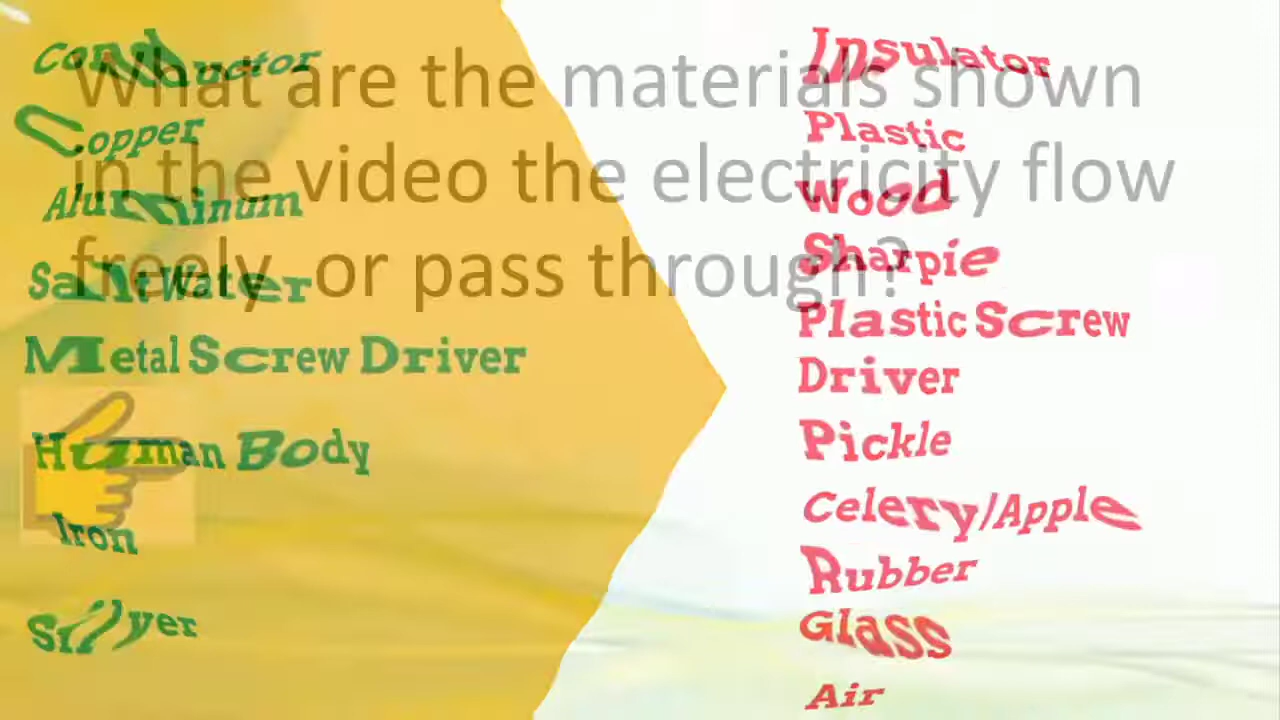 What are the materials shown
in the video the electricity flow
freely or pass through?
Conductor
Copper
Aluminum
Salt Water
Metal Screw Driver
Human Body
Iron
Silver
Insulator
Plastic
Wood
Sharpie
Plastic Screw
Driver
Pickle
Celery/Apple
Rubber
Glass
Air